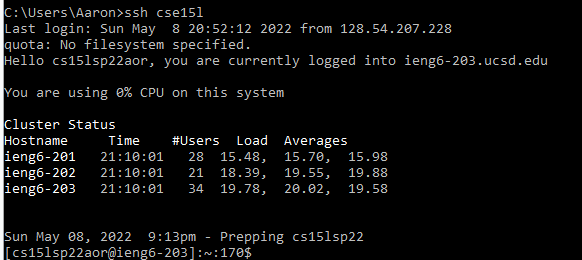 C:\Users\Aaron>ssh cse15l
Last login: Sun May  8 20:52:12 2022 from 128.54.207.228
quota: No filesystem specified.
Hello cs15lsp22aor, you are currently logged into ieng6-203.ucsd.edu
You are using 0% CPU on this system
Cluster Status
Hostname     Time    #Users  Load  Averages
ieng6-201   21:10:01   28  15.48,  15.70,  15.98
ieng6-202   21:10:01   21  18.39,  19.55,  19.88
ieng6-203   21:10:01   34  19.78,  20.02,  19.58
Sun May 08, 2022  9:13pm - Prepping cs15lsp22
[cs15lsp22aor@ieng6-203]:~:170$